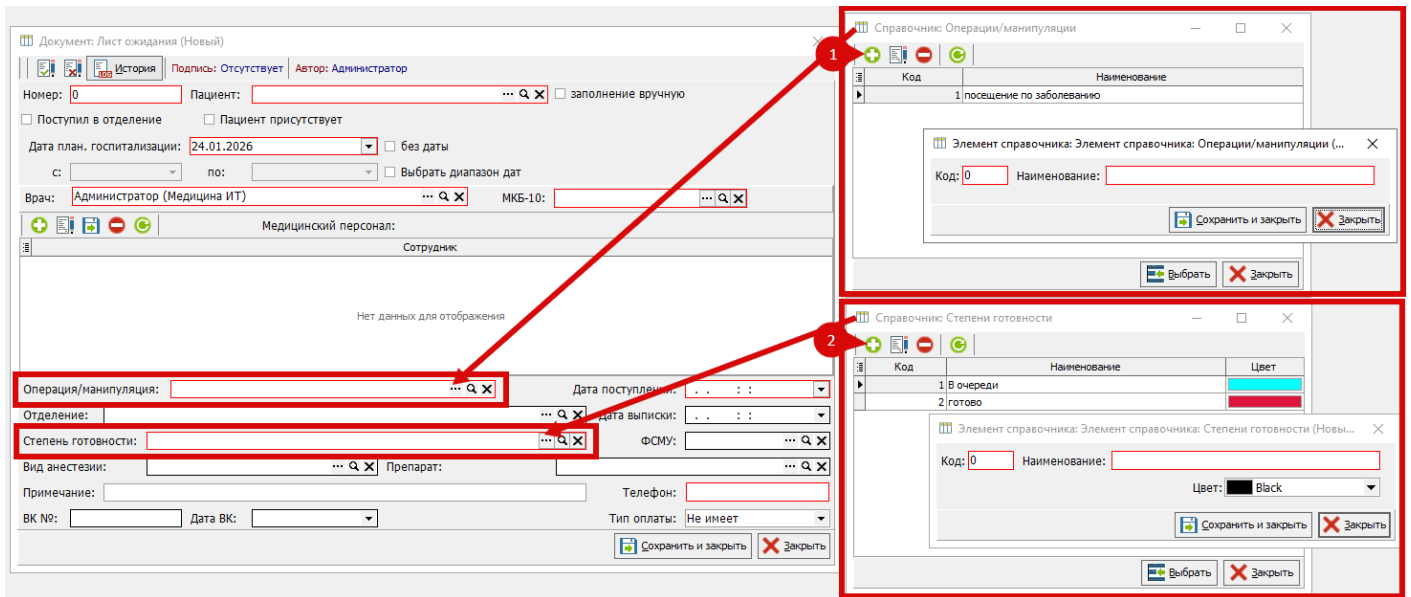 Документ: Лист ожидания (Новый)
История Подпись: Отсутствует Автор: Администратор
Номер: 0 Пациент: заполнение вручную
Поступил в отделение Пациент присутствует
Дата план. госпитализации: 24.01.2026 без даты
с: по: Выбрать диапазон дат
Врач: Администратор (Медицина ИТ) МКБ-10:
Медицинский персонал:
Сотрудник
Нет данных для отображения
Операция/манипуляция: Дата поступления: . . : :
Отделение: Дата выписки: . . : :
Степень готовности: ФСМУ:
Вид анестезии: Препарат:
Примечание: Телефон:
ВК №: Дата ВК: Тип оплаты: Не имеет
Сохранить и закрыть Закрыть
1
Справочник: Операции/манипуляции
Код Наименование
1 посещение по заболеванию
Элемент справочника: Элемент справочника: Операции/манипуляции (...
Код: 0 Наименование:
Сохранить и закрыть Закрыть
Выбрать Закрыть
2
Справочник: Степени готовности
Код Наименование Цвет
1 В очереди
2 готово
Элемент справочника: Элемент справочника: Степени готовности (Новы...
Код: 0 Наименование:
Цвет: Black
Сохранить и закрыть Закрыть
Выбрать Закрыть